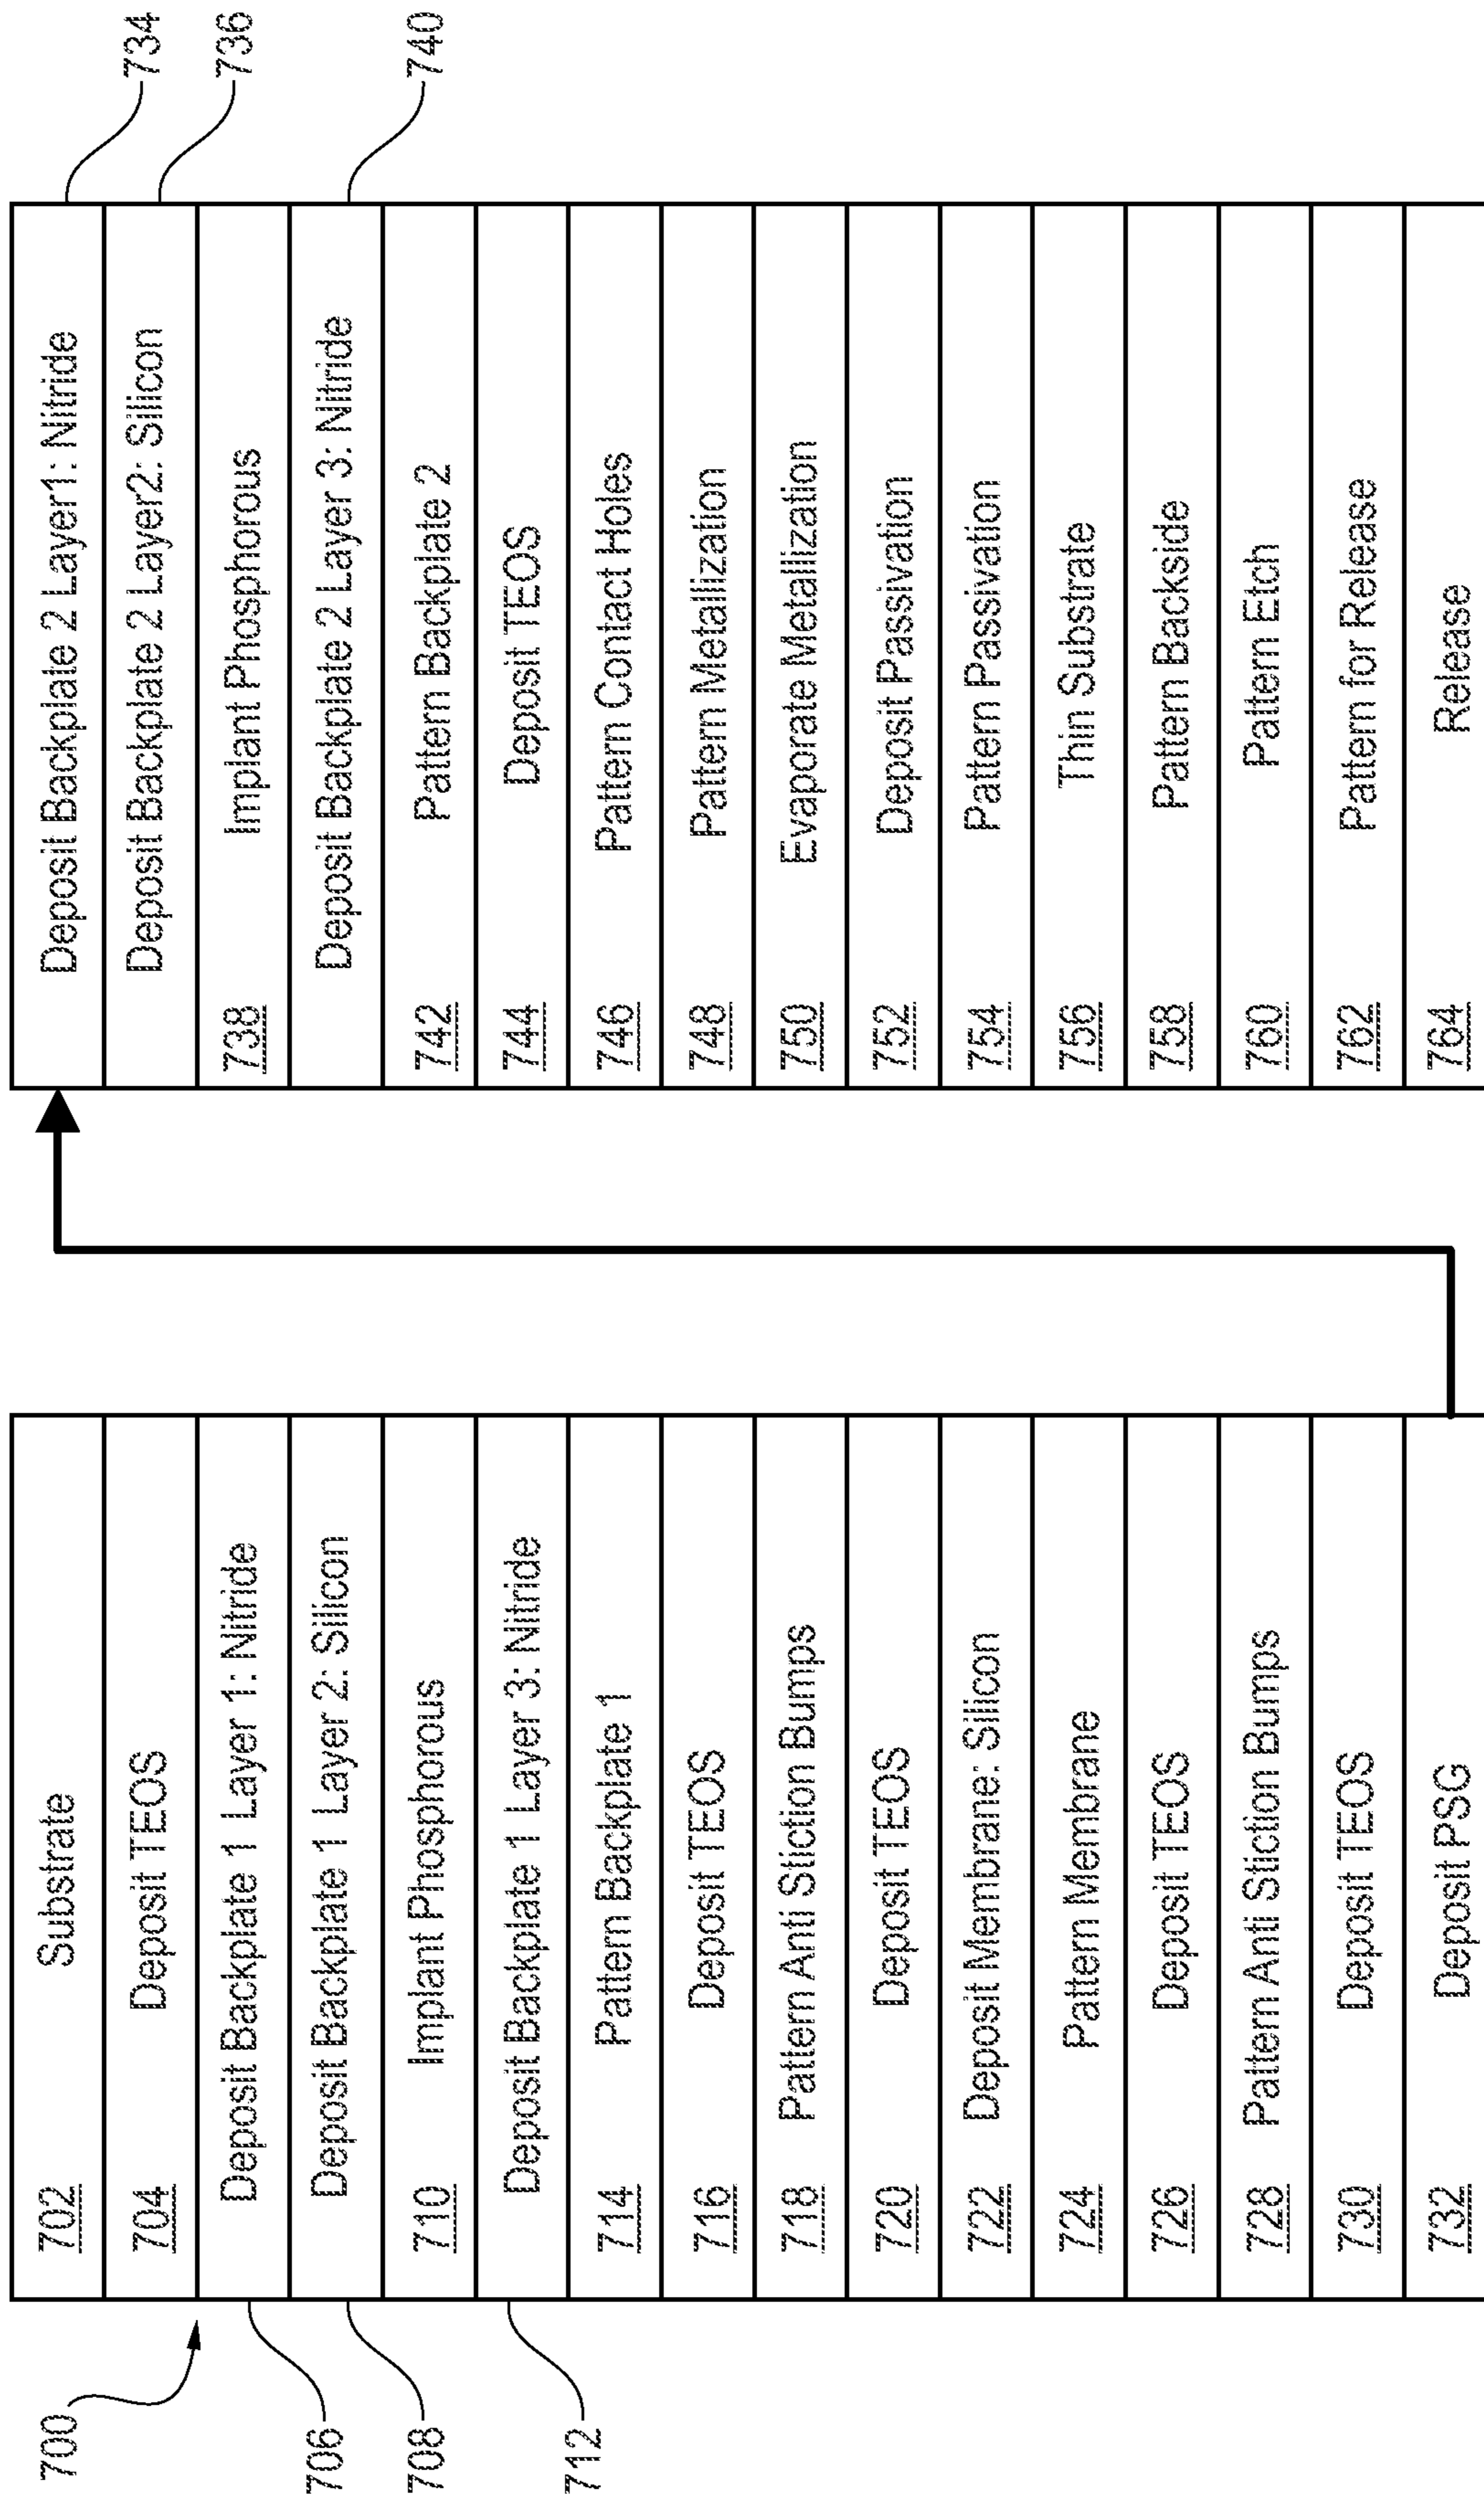 700
702 Substrate
704 Deposit TEOS
706 Deposit Backplate 1 Layer 1: Nitride
708 Deposit Backplate 1 Layer 2: Silicon
710 Implant Phosphorous
712 Deposit Backplate 1 Layer 3: Nitride
714 Pattern Backplate 1
716 Deposit TEOS
718 Pattern Anti Stiction Bumps
720 Deposit TEOS
722 Deposit Membrane: Silicon
724 Pattern Membrane
726 Deposit TEOS
728 Pattern Anti Stiction Bumps
730 Deposit TEOS
732 Deposit PSG
Deposit Backplate 2 Layer1: Nitride 734
Deposit Backplate 2 Layer2: Silicon 736
738 Implant Phosphorous
Deposit Backplate 2 Layer 3: Nitride 740
742 Pattern Backplate 2
744 Deposit TEOS
746 Pattern Contact Holes
748 Pattern Metallization
750 Evaporate Metallization
752 Deposit Passivation
754 Pattern Passivation
756 Thin Substrate
758 Pattern Backside
760 Pattern Etch
762 Pattern for Release
764 Release